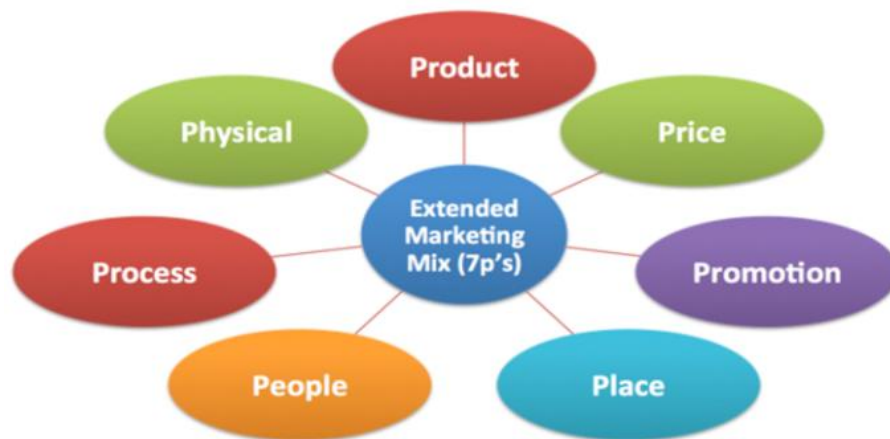 Product
Physical
Price
Extended
Marketing
Mix (7p's)
Process
Promotion
People
Place